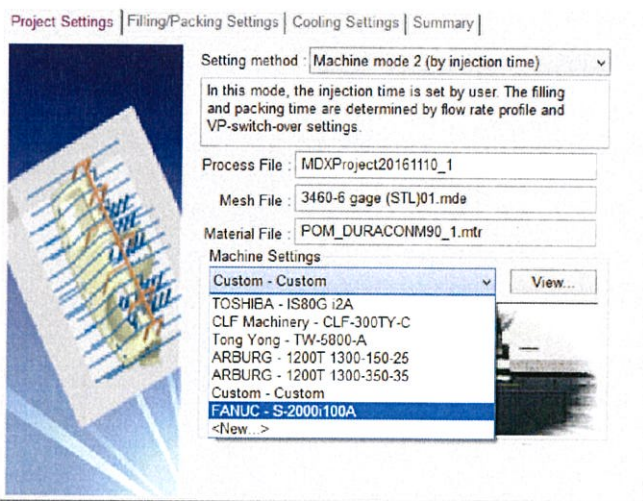 Project Settings | Filling/Packing Settings | Cooling Settings | Summary
Setting method : Machine mode 2 (by injection time)
In this mode, the injection time is set by user. The filling
and packing time are determined by flow rate profile and
VP-switch-over settings.
Process File : MDXProject20161110_1
Mesh File : 3460-6 gage (STL)01.mde
Material File : POM_DURACONM90_1.mtr
Machine Settings
Custom - Custom View...
TOSHIBA - IS80G i2A
CLF Machinery - CLF-300TY-C
Tong Yong - TW-5800-A
ARBURG - 1200T 1300-150-25
ARBURG - 1200T 1300-350-35
Custom - Custom
FANUC - S-2000i100A
<New...>